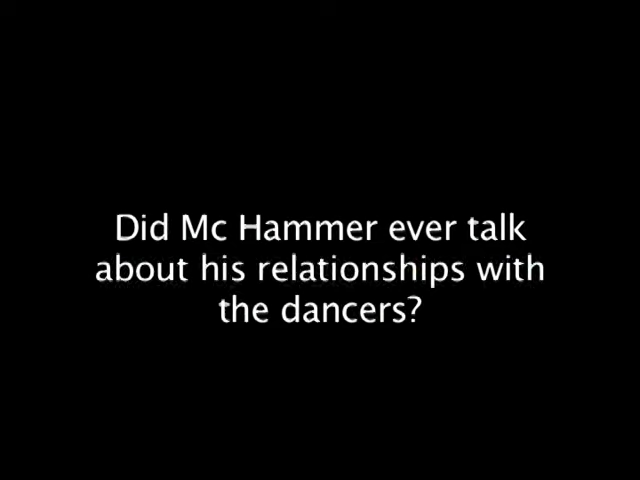 Did Mc Hammer ever talk
about his relationships with
the dancers?